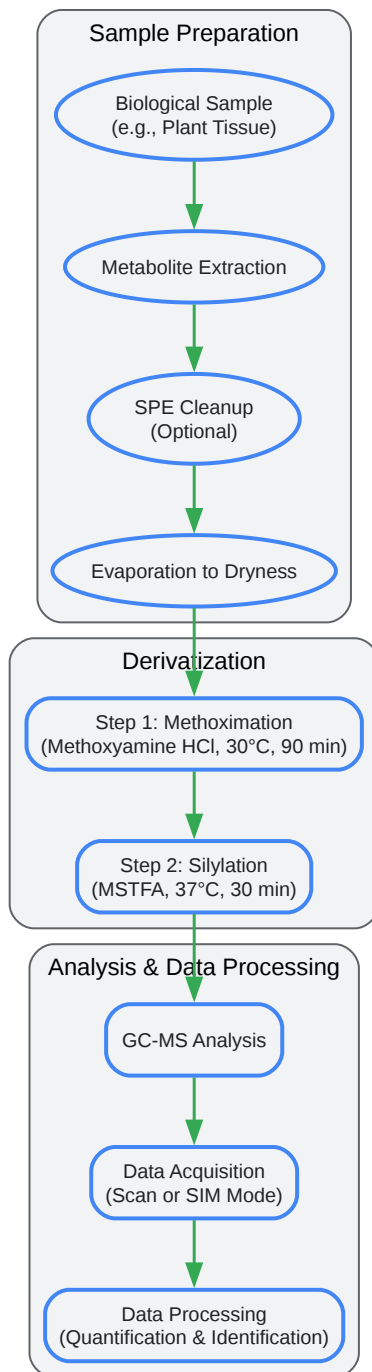 Sample Preparation
Biological Sample
(e.g., Plant Tissue)
Metabolite Extraction
SPE Cleanup
(Optional)
Evaporation to Dryness
Derivatization
Step 1: Methoximation
(Methoxyamine HCl, 30°C, 90 min)
Step 2: Silylation
(MSTFA, 37°C, 30 min)
Analysis & Data Processing
GC-MS Analysis
Data Acquisition
(Scan or SIM Mode)
Data Processing
(Quantification & Identification)